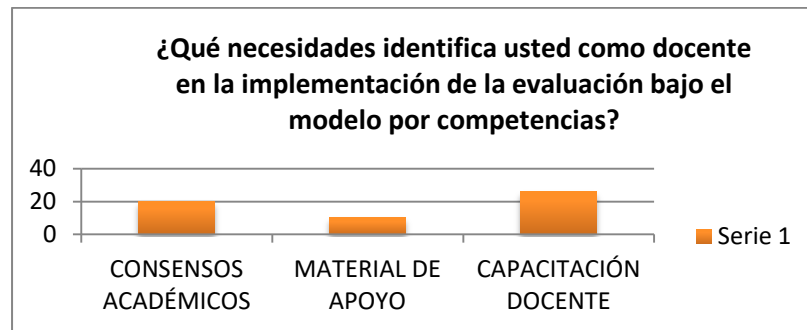 ¿Qué necesidades identifica usted como docente
en la implementación de la evaluación bajo el
modelo por competencias?
40
20
0
CONSENSOS
ACADÉMICOS
MATERIAL DE
APOYO
CAPACITACIÓN
DOCENTE
Serie 1